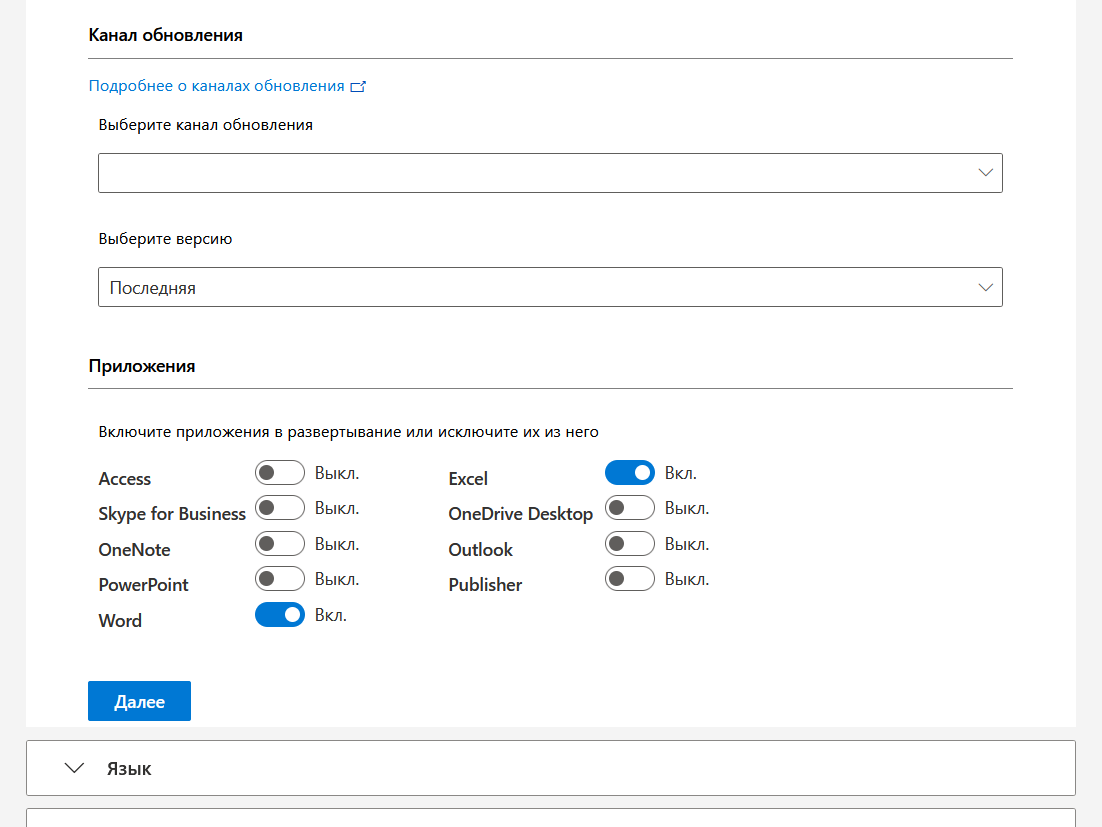 Канал обновления
Подробнее о каналах обновления
Выберите канал обновления
Выберите версию
Последняя
Приложения
Включите приложения в развертывание или исключите их из него
Access Выкл. Excel Вкл.
Skype for Business Выкл. OneDrive Desktop Выкл.
OneNote Выкл. Outlook Выкл.
PowerPoint Выкл. Publisher Выкл.
Word Вкл.
Далее
Язык